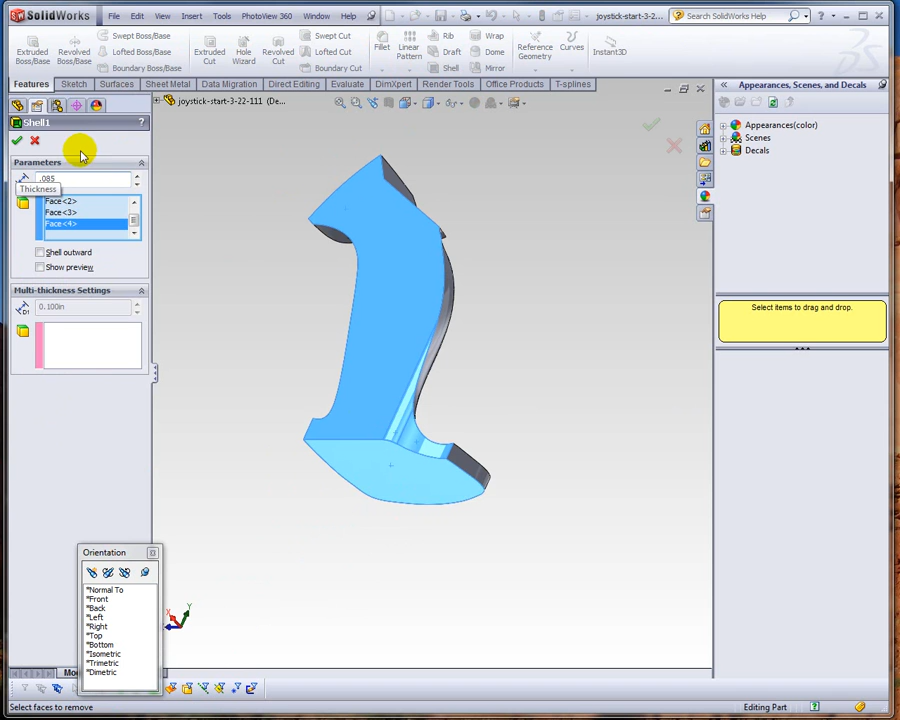 SolidWorks
File Edit View Insert Tools PhotoView 360 Window Help
joystick-start-3-2...
Search SolidWorks Help
Extruded Boss/Base
Revolved Boss/Base
Swept Boss/Base
Lofted Boss/Base
Boundary Boss/Base
Extruded Cut
Hole Wizard
Revolved Cut
Swept Cut
Lofted Cut
Boundary Cut
Fillet
Linear Pattern
Rib
Draft
Shell
Wrap
Dome
Mirror
Reference Geometry
Curves
Instant3D
Features Sketch Surfaces Sheet Metal Data Migration Direct Editing Evaluate DimXpert Render Tools Office Products T-splines
joystick-start-3-22-111 (De...
Shell1
?
Parameters
.085
Thickness
Face<2>
Face<3>
Face<4>
Shell outward
Show preview
Multi-thickness Settings
0.100in
Appearances, Scenes, and Decals
Appearances(color)
Scenes
Decals
Select items to drag and drop.
Orientation
*Normal To
*Front
*Back
*Left
*Right
*Top
*Bottom
*Isometric
*Trimetric
*Dimetric
Y
X
Select faces to remove
Editing Part